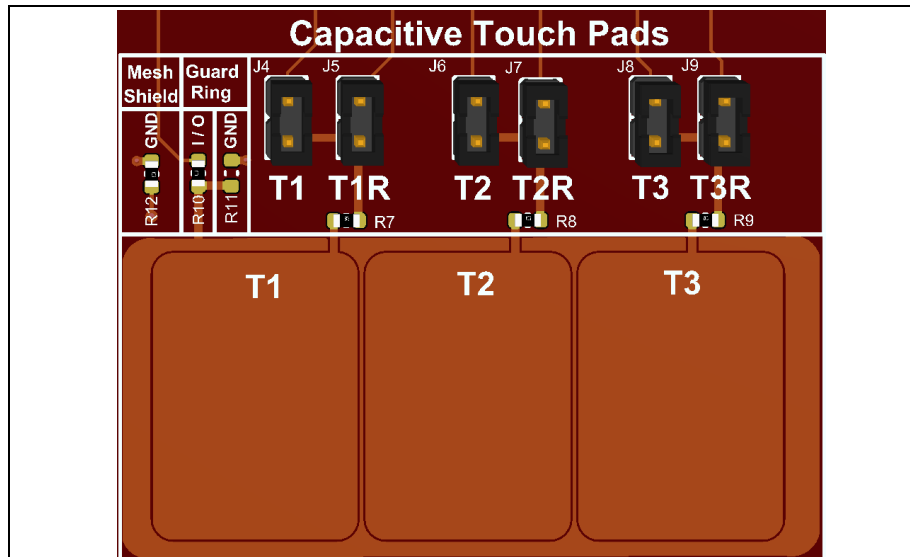 Capacitive Touch Pads
Mesh
Shield
Guard
Ring
J4
J5
J6
J7
J8
J9
GND
I / O
GND
T1
T1R
T2
T2R
T3
T3R
R12
R10
R11
R7
R8
R9
T1
T2
T3